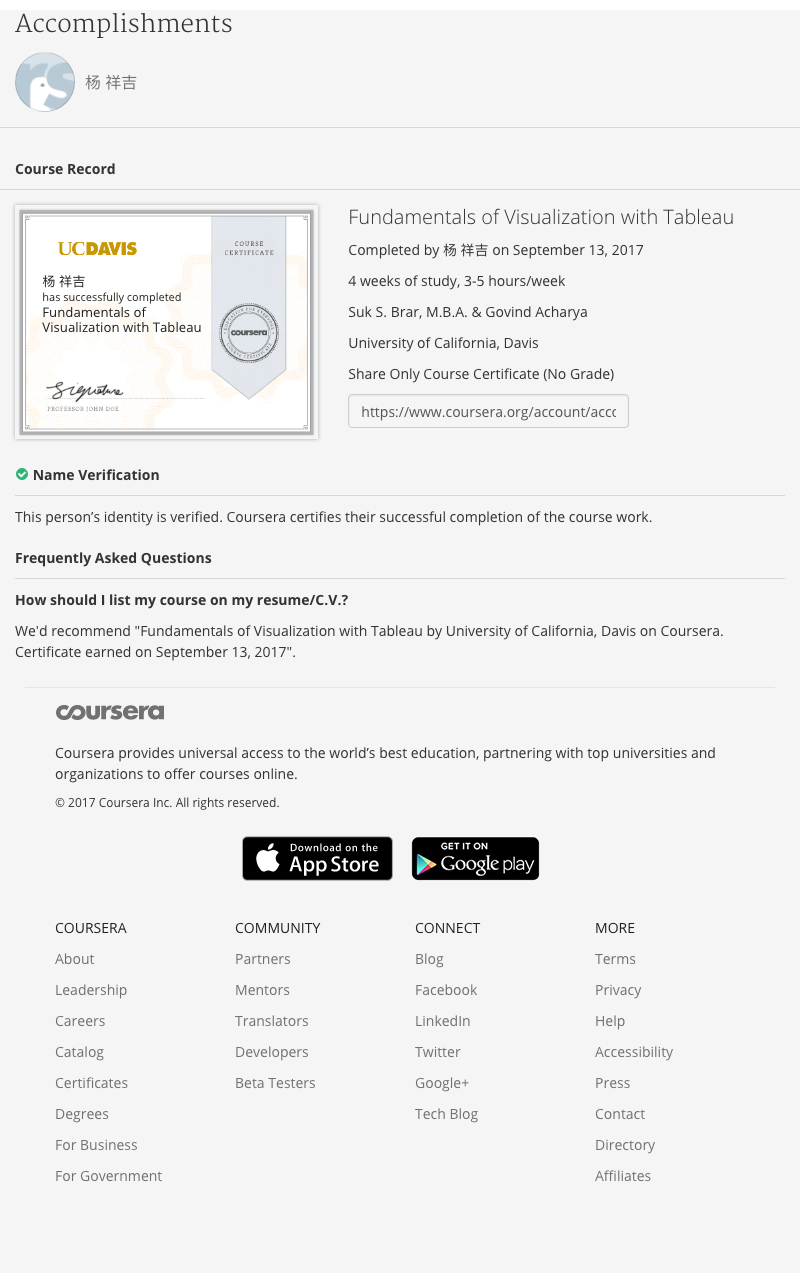 Accomplishments
杨 祥吉
Course Record
UCDAVIS
杨 祥吉
has successfully completed
Fundamentals of
Visualization with Tableau
Signature
PROFESSOR JOHN DOE
COURSE
CERTIFICATE
EDUCATION FOR EVERYONE
coursera
COURSE CERTIFICATE
Fundamentals of Visualization with Tableau
Completed by 杨 祥吉 on September 13, 2017
4 weeks of study, 3-5 hours/week
Suk S. Brar, M.B.A. & Govind Acharya
University of California, Davis
Share Only Course Certificate (No Grade)
https://www.coursera.org/account/acc
Name Verification
This person’s identity is verified. Coursera certifies their successful completion of the course work.
Frequently Asked Questions
How should I list my course on my resume/C.V.?
We'd recommend "Fundamentals of Visualization with Tableau by University of California, Davis on Coursera.
Certificate earned on September 13, 2017".
coursera
Coursera provides universal access to the world’s best education, partnering with top universities and
organizations to offer courses online.
© 2017 Coursera Inc. All rights reserved.
Download on the
App Store
GET IT ON
Google play
COURSERA
About
Leadership
Careers
Catalog
Certificates
Degrees
For Business
For Government
COMMUNITY
Partners
Mentors
Translators
Developers
Beta Testers
CONNECT
Blog
Facebook
LinkedIn
Twitter
Google+
Tech Blog
MORE
Terms
Privacy
Help
Accessibility
Press
Contact
Directory
Affiliates